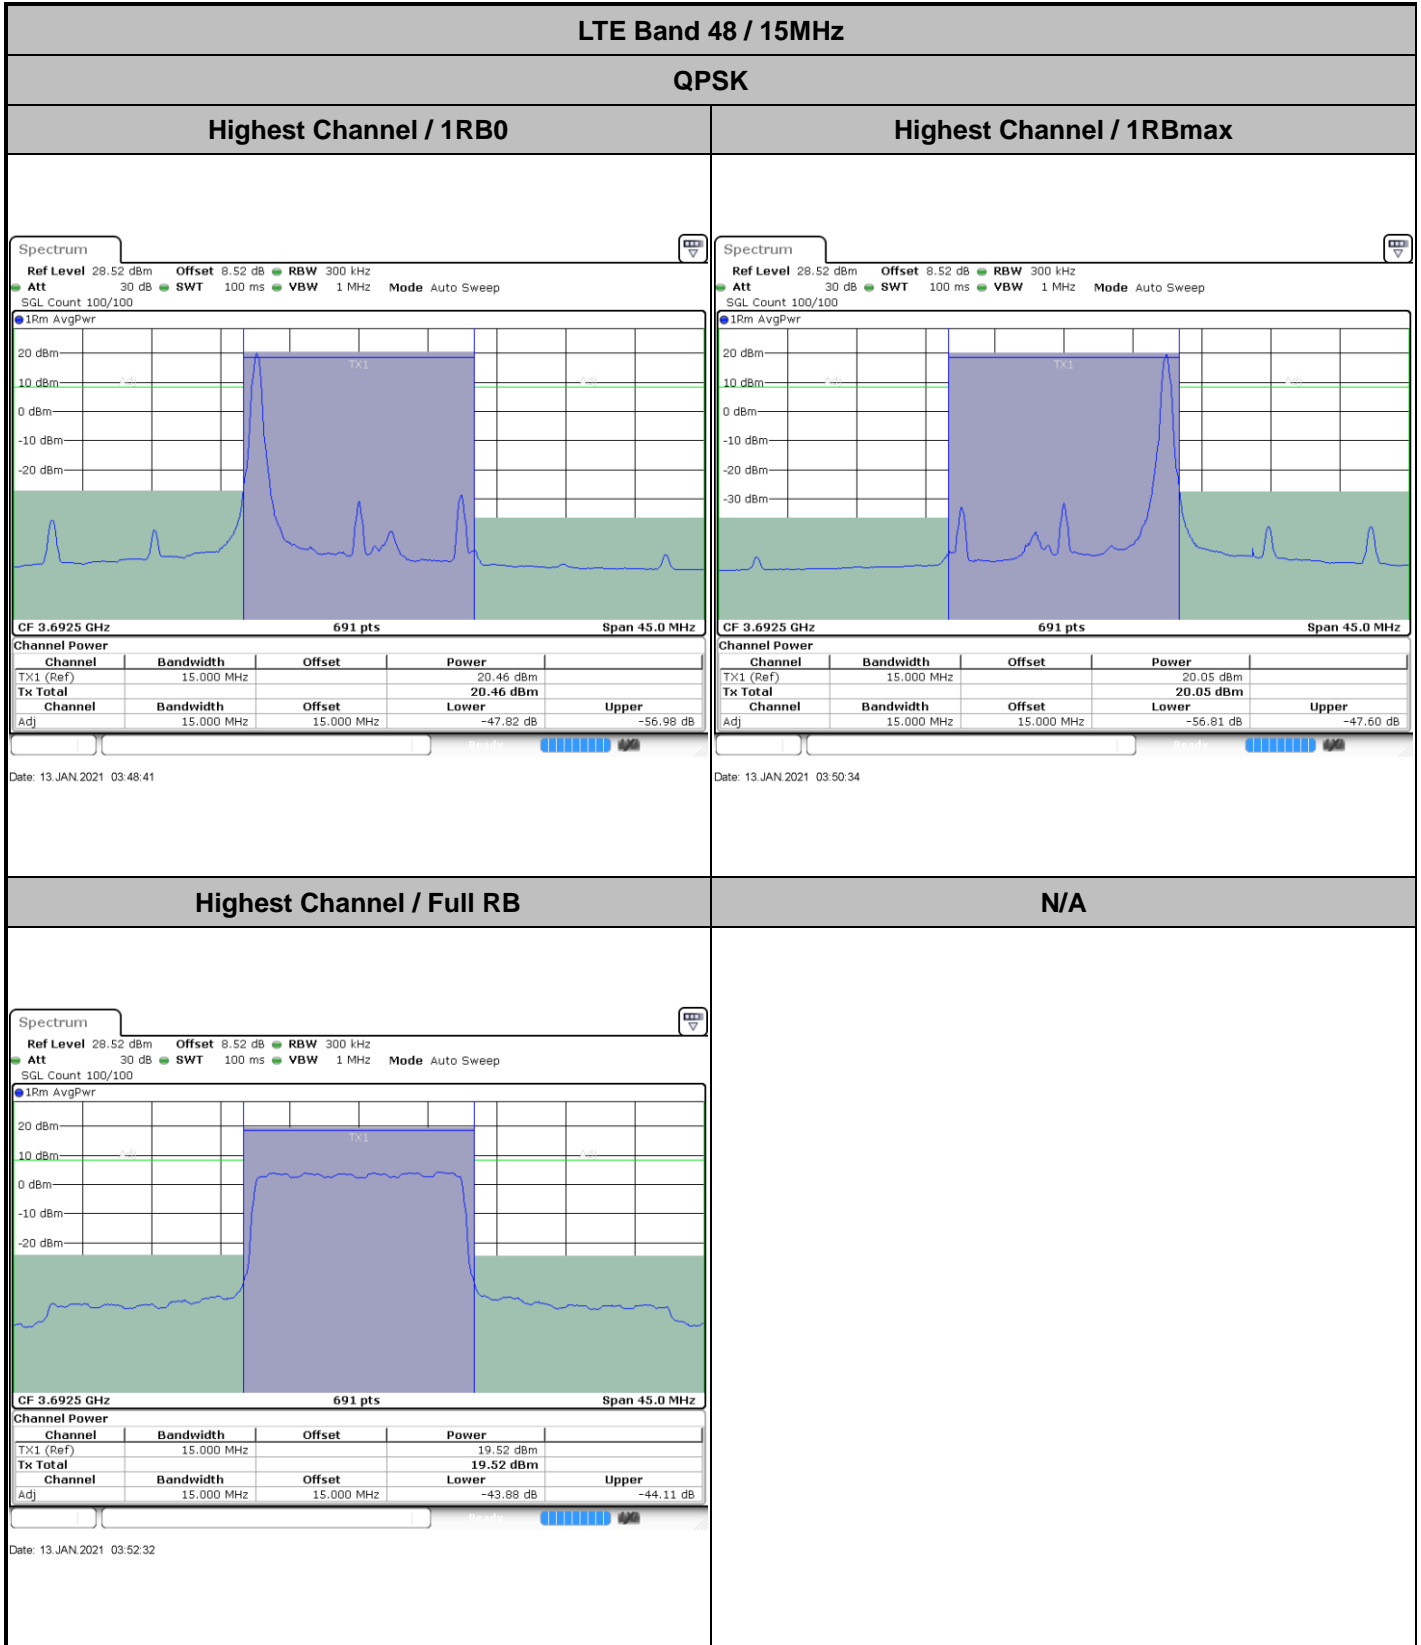 LTE Band 48 / 15MHz
QPSK
Highest Channel / 1RB0
Highest Channel / 1RBmax
Spectrum
Ref Level 28.52 dBm Offset 8.52 dB RBW 300 kHz
Att 30 dB SWT 100 ms VBW 1 MHz Mode Auto Sweep
SGL Count 100/100
1Rm AvgPwr
TX1
Adj
Adj
20 dBm
10 dBm
0 dBm
-10 dBm
-20 dBm
CF 3.6925 GHz 691 pts Span 45.0 MHz
Channel Power
Channel Bandwidth Offset Power
TX1 (Ref) 15.000 MHz 20.46 dBm
Tx Total 20.46 dBm
Channel Bandwidth Offset Lower Upper
Adj 15.000 MHz 15.000 MHz -47.82 dB -56.98 dB
Ready
Date: 13.JAN.2021 03:48:41
Spectrum
Ref Level 28.52 dBm Offset 8.52 dB RBW 300 kHz
Att 30 dB SWT 100 ms VBW 1 MHz Mode Auto Sweep
SGL Count 100/100
1Rm AvgPwr
TX1
Adj
Adj
20 dBm
10 dBm
0 dBm
-10 dBm
-20 dBm
-30 dBm
CF 3.6925 GHz 691 pts Span 45.0 MHz
Channel Power
Channel Bandwidth Offset Power
TX1 (Ref) 15.000 MHz 20.05 dBm
Tx Total 20.05 dBm
Channel Bandwidth Offset Lower Upper
Adj 15.000 MHz 15.000 MHz -56.81 dB -47.60 dB
Ready
Date: 13.JAN.2021 03:50:34
Highest Channel / Full RB
N/A
Spectrum
Ref Level 28.52 dBm Offset 8.52 dB RBW 300 kHz
Att 30 dB SWT 100 ms VBW 1 MHz Mode Auto Sweep
SGL Count 100/100
1Rm AvgPwr
TX1
Adj
Adj
20 dBm
10 dBm
0 dBm
-10 dBm
-20 dBm
CF 3.6925 GHz 691 pts Span 45.0 MHz
Channel Power
Channel Bandwidth Offset Power
TX1 (Ref) 15.000 MHz 19.52 dBm
Tx Total 19.52 dBm
Channel Bandwidth Offset Lower Upper
Adj 15.000 MHz 15.000 MHz -43.88 dB -44.11 dB
Ready
Date: 13.JAN.2021 03:52:32